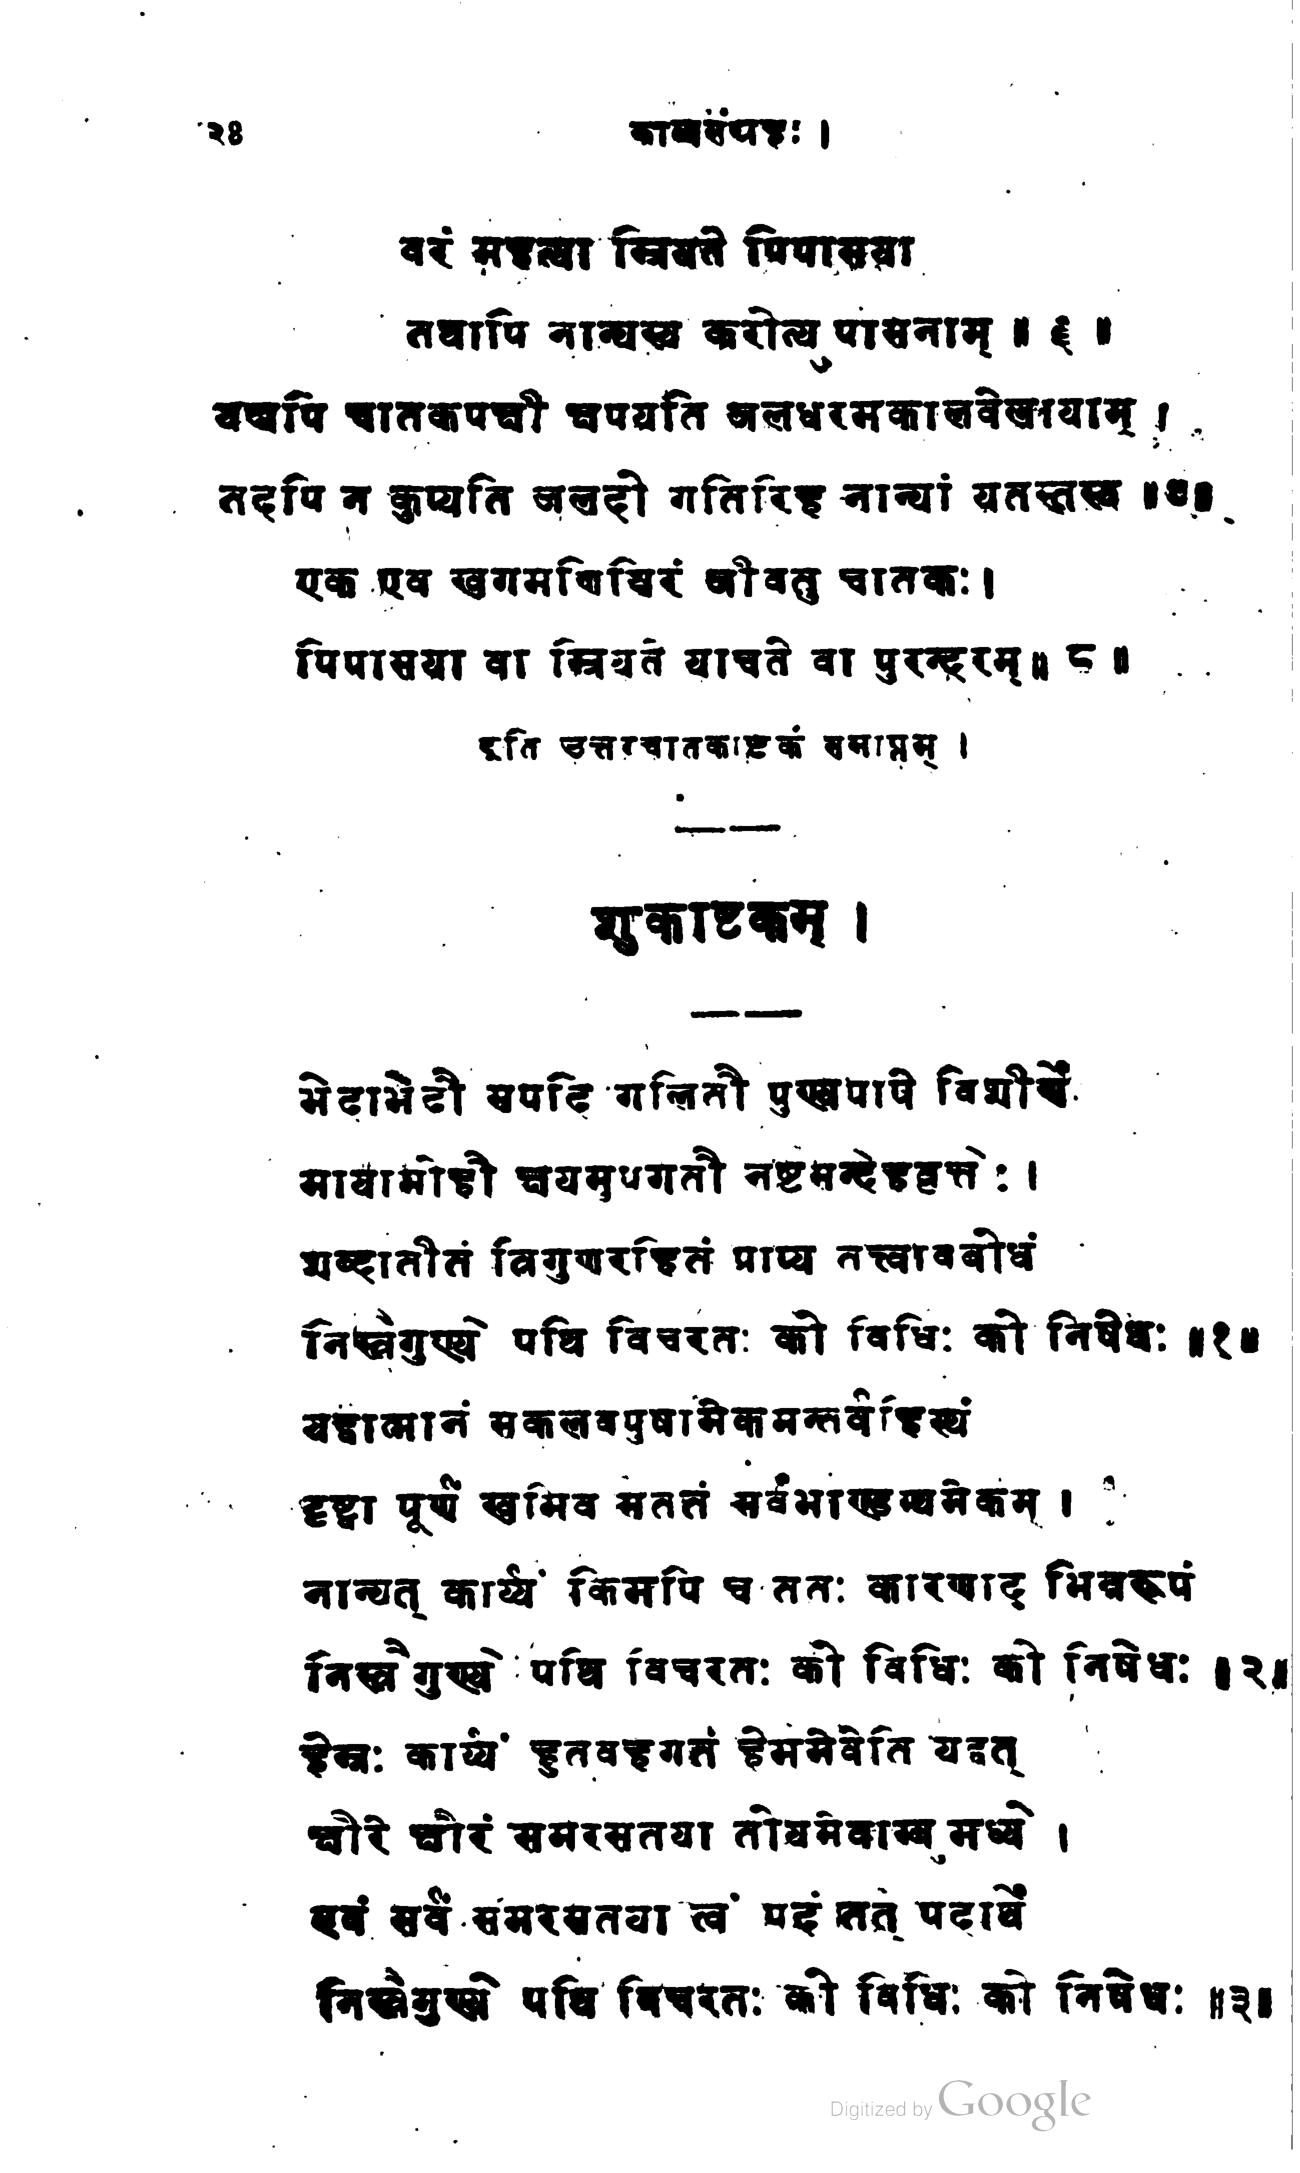 २४ काव्यसंग्रहः ।
वरं महत्या म्रियते पिपासया
तथापि नान्यस्य करोत्युपासनाम् ॥ ६ ॥
यद्यपि चातकपक्षी क्षपयति जलधरमकालवेलायाम् ।
तदपि न कुप्यति जलदो गतिरिह नान्या यतस्तस्य ॥ ७ ॥
एक एव खगमणिश्चिरं जीवतु चातकः ।
पिपासया वा म्रियते याचते वा पुरन्दरम् ॥ ८ ॥
इति उत्तरचातकाष्टकं समाप्तम् ।
शुकाष्टकम् ।
भेदाभेदौ सपदि गलितौ पुण्यपापे विशीर्णे
मायामोहौ क्षयमुपगतौ नष्टसन्देहवृत्तेः ।
शब्दातीतं त्रिगुणरहितं प्राप्य तत्त्वावबोधं
निस्त्रैगुण्ये पथि विचरतः को विधिः को निषेधः ॥१॥
यद्वात्मानं सकलवपुषामेकमन्तर्वहिस्थं
दृष्ट्वा पूर्णं खमिव सततं सर्वभाण्डस्थमेकम् ।
नान्यत् कार्य्यं किमपि च ततः कारणाद् भिन्नरूपं
निस्त्रैगुण्ये पथि विचरतः को विधिः को निषेधः ॥२॥
हेम्नः कार्य्यं हुतवहगतं हेममेवेति यद्वत्
क्षीरे क्षीरं समरसतया तोयमेवाम्बुमध्ये ।
एवं सर्वं समरसतया त्वं पदं तत् पदार्थे
निस्त्रैगुण्ये पथि विचरतः को विधिः को निषेधः ॥३॥
Digitized by Google